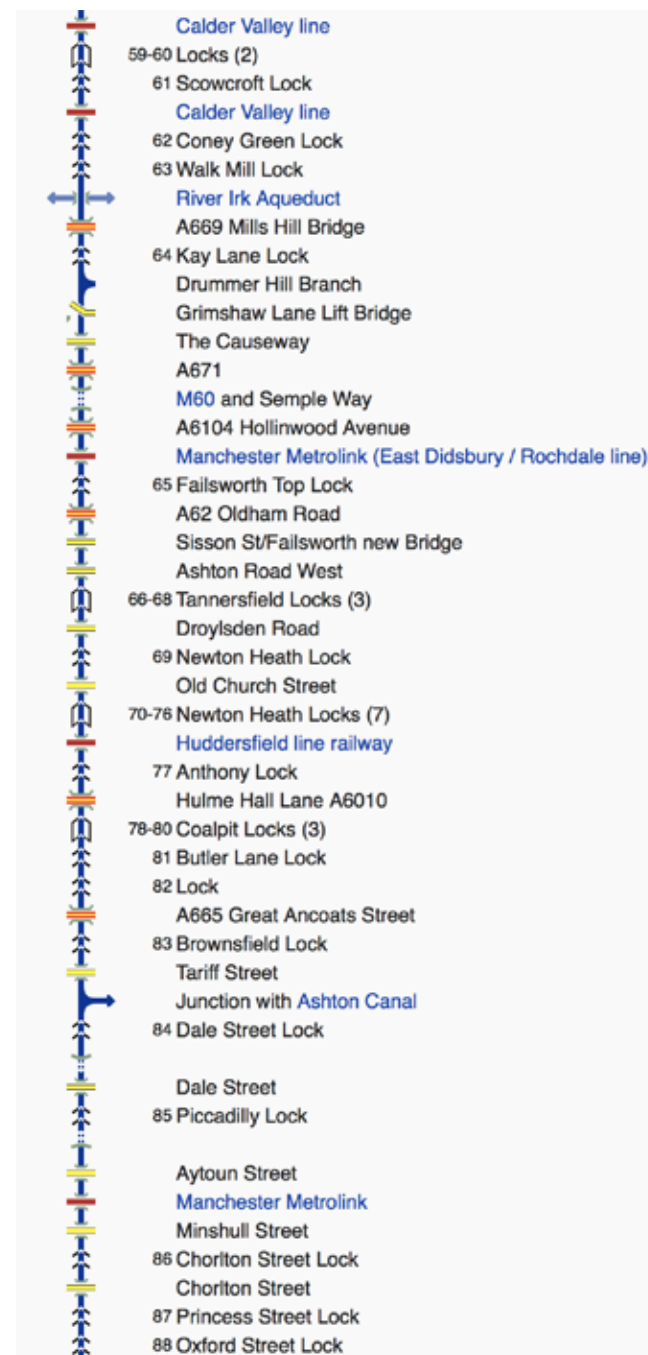 Calder Valley line
59-60 Locks (2)
61 Scowcroft Lock
Calder Valley line
62 Coney Green Lock
63 Walk Mill Lock
River Irk Aqueduct
A669 Mills Hill Bridge
64 Kay Lane Lock
Drummer Hill Branch
Grimshaw Lane Lift Bridge
The Causeway
A671
M60 and Semple Way
A6104 Hollinwood Avenue
Manchester Metrolink (East Didsbury / Rochdale line)
65 Failsworth Top Lock
A62 Oldham Road
Sisson St/Failsworth new Bridge
Ashton Road West
66-68 Tannersfield Locks (3)
Droylsden Road
69 Newton Heath Lock
Old Church Street
70-76 Newton Heath Locks (7)
Huddersfield line railway
77 Anthony Lock
Hulme Hall Lane A6010
78-80 Coalpit Locks (3)
81 Butler Lane Lock
82 Lock
A665 Great Ancoats Street
83 Brownsfield Lock
Tariff Street
Junction with Ashton Canal
84 Dale Street Lock
Dale Street
85 Piccadilly Lock
Aytoun Street
Manchester Metrolink
Minshull Street
86 Chorlton Street Lock
Chorlton Street
87 Princess Street Lock
88 Oxford Street Lock